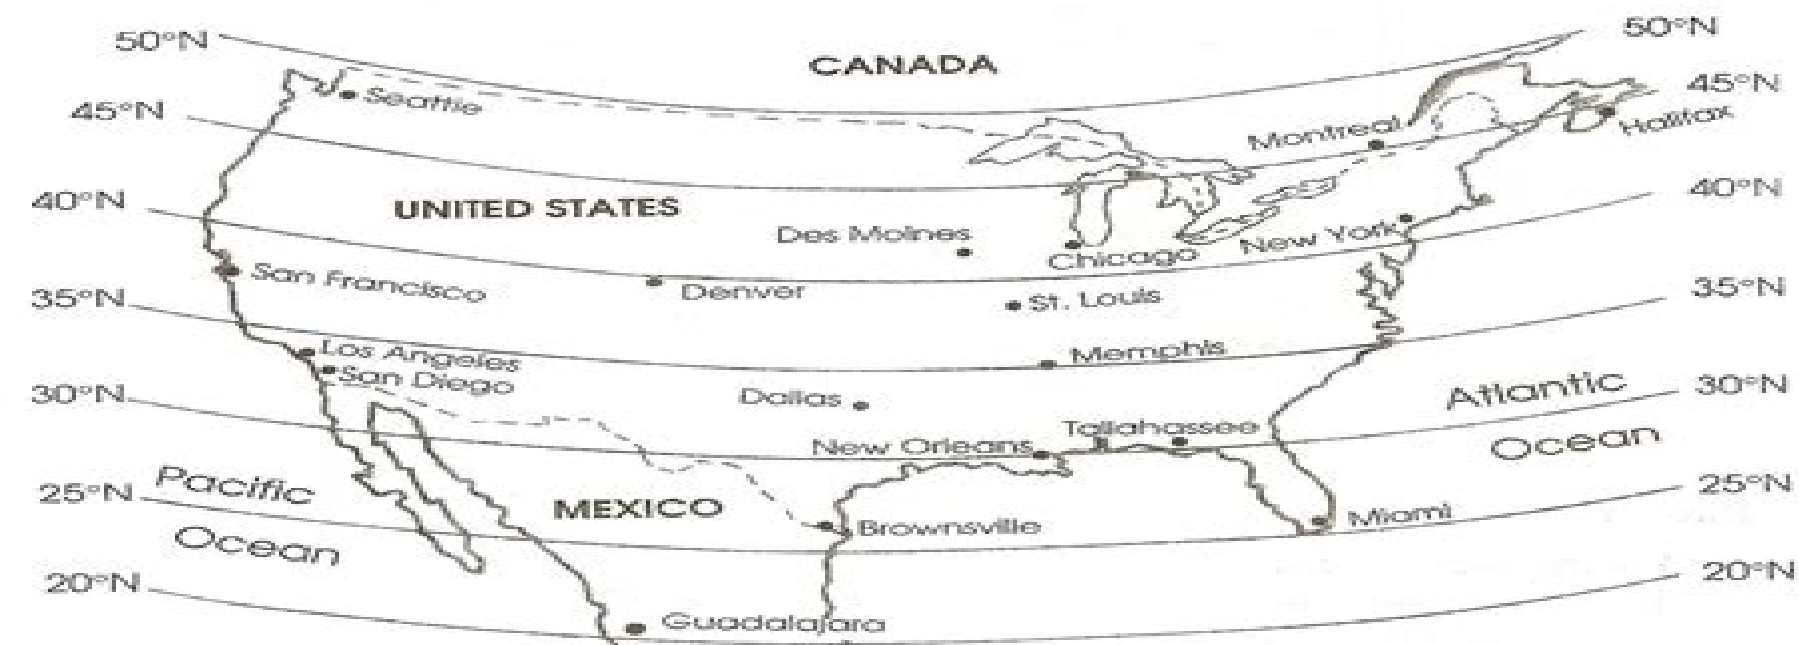 50°N
CANADA
50°N
45°N
Seattle
45°N
Montreal
Halifax
40°N
UNITED STATES
40°N
Des Moines
Chicago
New York
San Francisco
Denver
St. Louis
35°N
35°N
Los Angeles
Memphis
San Diego
30°N
Dallas
Atlantic
30°N
New Orleans
Tallahassee
Ocean
Pacific
25°N
MEXICO
Brownsville
Miami
25°N
Ocean
20°N
Guadalajara
20°N